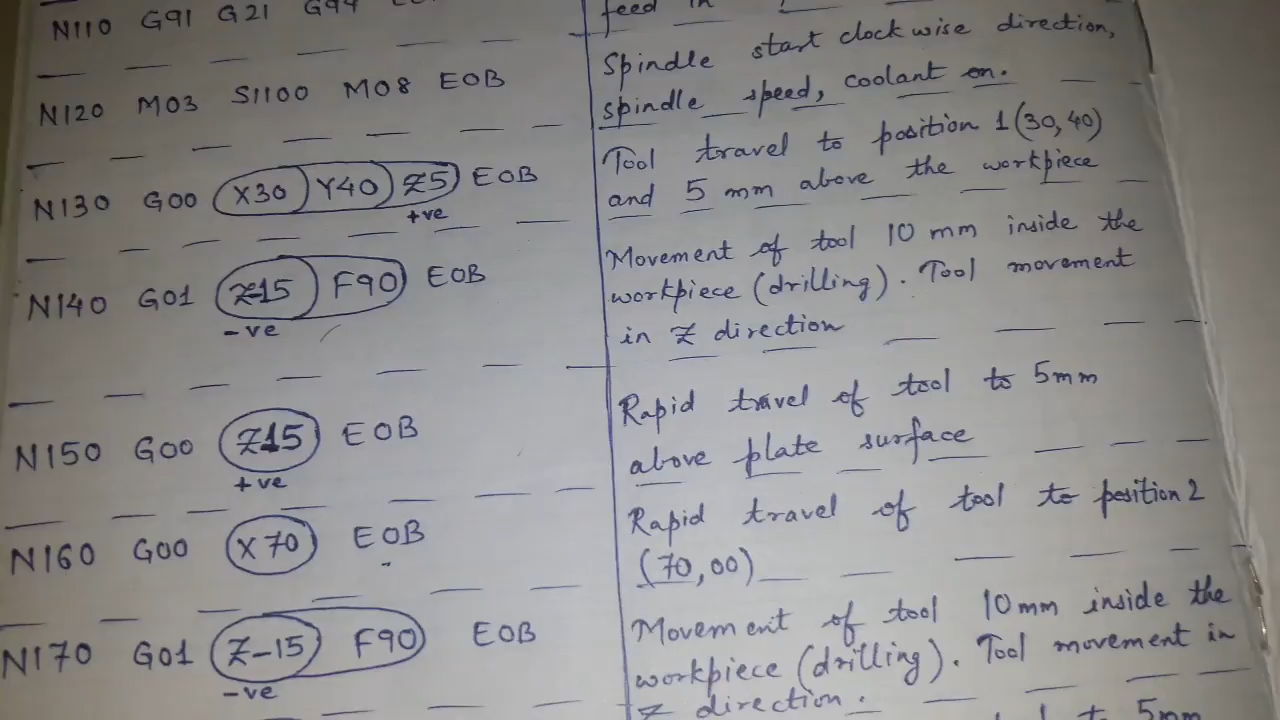 N110 G91 G21 G94
feed in
N120 M03 S1100 M08 EOB
Spindle start clockwise direction,
spindle speed, coolant on.
N130 G00 X30 Y40 Z5 EOB
+ve
Tool travel to position 1(30,40)
and 5 mm above the workpiece
N140 G01 Z-15 F90 EOB
-ve
Movement of tool 10 mm inside the
workpiece (drilling). Tool movement
in Z direction
N150 G00 Z15 EOB
+ve
Rapid travel of tool to 5mm
above plate surface
N160 G00 X70 EOB
Rapid travel of tool to position 2
(70,00)
N170 G01 Z-15 F90 EOB
-ve
Movement of tool 10mm inside the
workpiece (drilling). Tool movement in
Z direction.
5mm